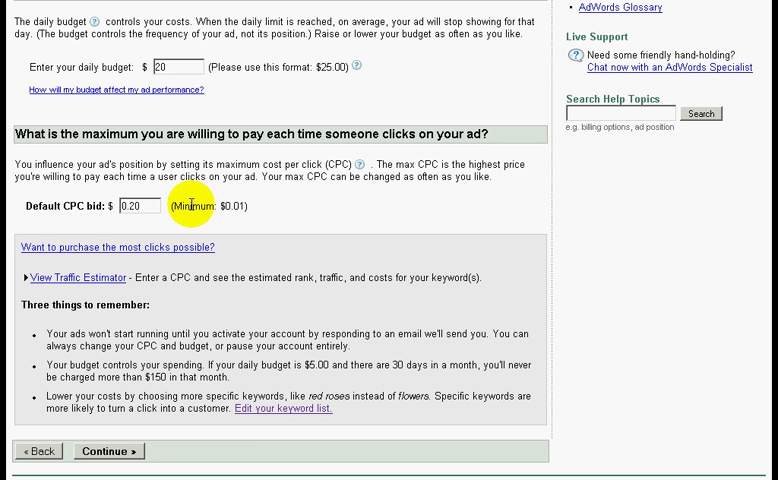 The daily budget ? controls your costs. When the daily limit is reached, on average, your ad will stop showing for that
day. (The budget controls the frequency of your ad, not its position.) Raise or lower your budget as often as you like.
Enter your daily budget: $ 20 (Please use this format: $25.00) ?
How will my budget affect my ad performance?
What is the maximum you are willing to pay each time someone clicks on your ad?
You influence your ad's position by setting its maximum cost per click (CPC) ? . The max CPC is the highest price
you're willing to pay each time a user clicks on your ad. Your max CPC can be changed as often as you like.
Default CPC bid: $ 0.20 (Minimum: $0.01)
Want to purchase the most clicks possible?
View Traffic Estimator - Enter a CPC and see the estimated rank, traffic, and costs for your keyword(s).
Three things to remember:
• Your ads won't start running until you activate your account by responding to an email we'll send you. You can
always change your CPC and budget, or pause your account entirely.
• Your budget controls your spending. If your daily budget is $5.00 and there are 30 days in a month, you'll never
be charged more than $150 in that month.
• Lower your costs by choosing more specific keywords, like red roses instead of flowers. Specific keywords are
more likely to turn a click into a customer. Edit your keyword list.
« Back Continue »
• AdWords Glossary
Live Support
? Need some friendly hand-holding?
Chat now with an AdWords Specialist
Search Help Topics
Search
e.g. billing options, ad position